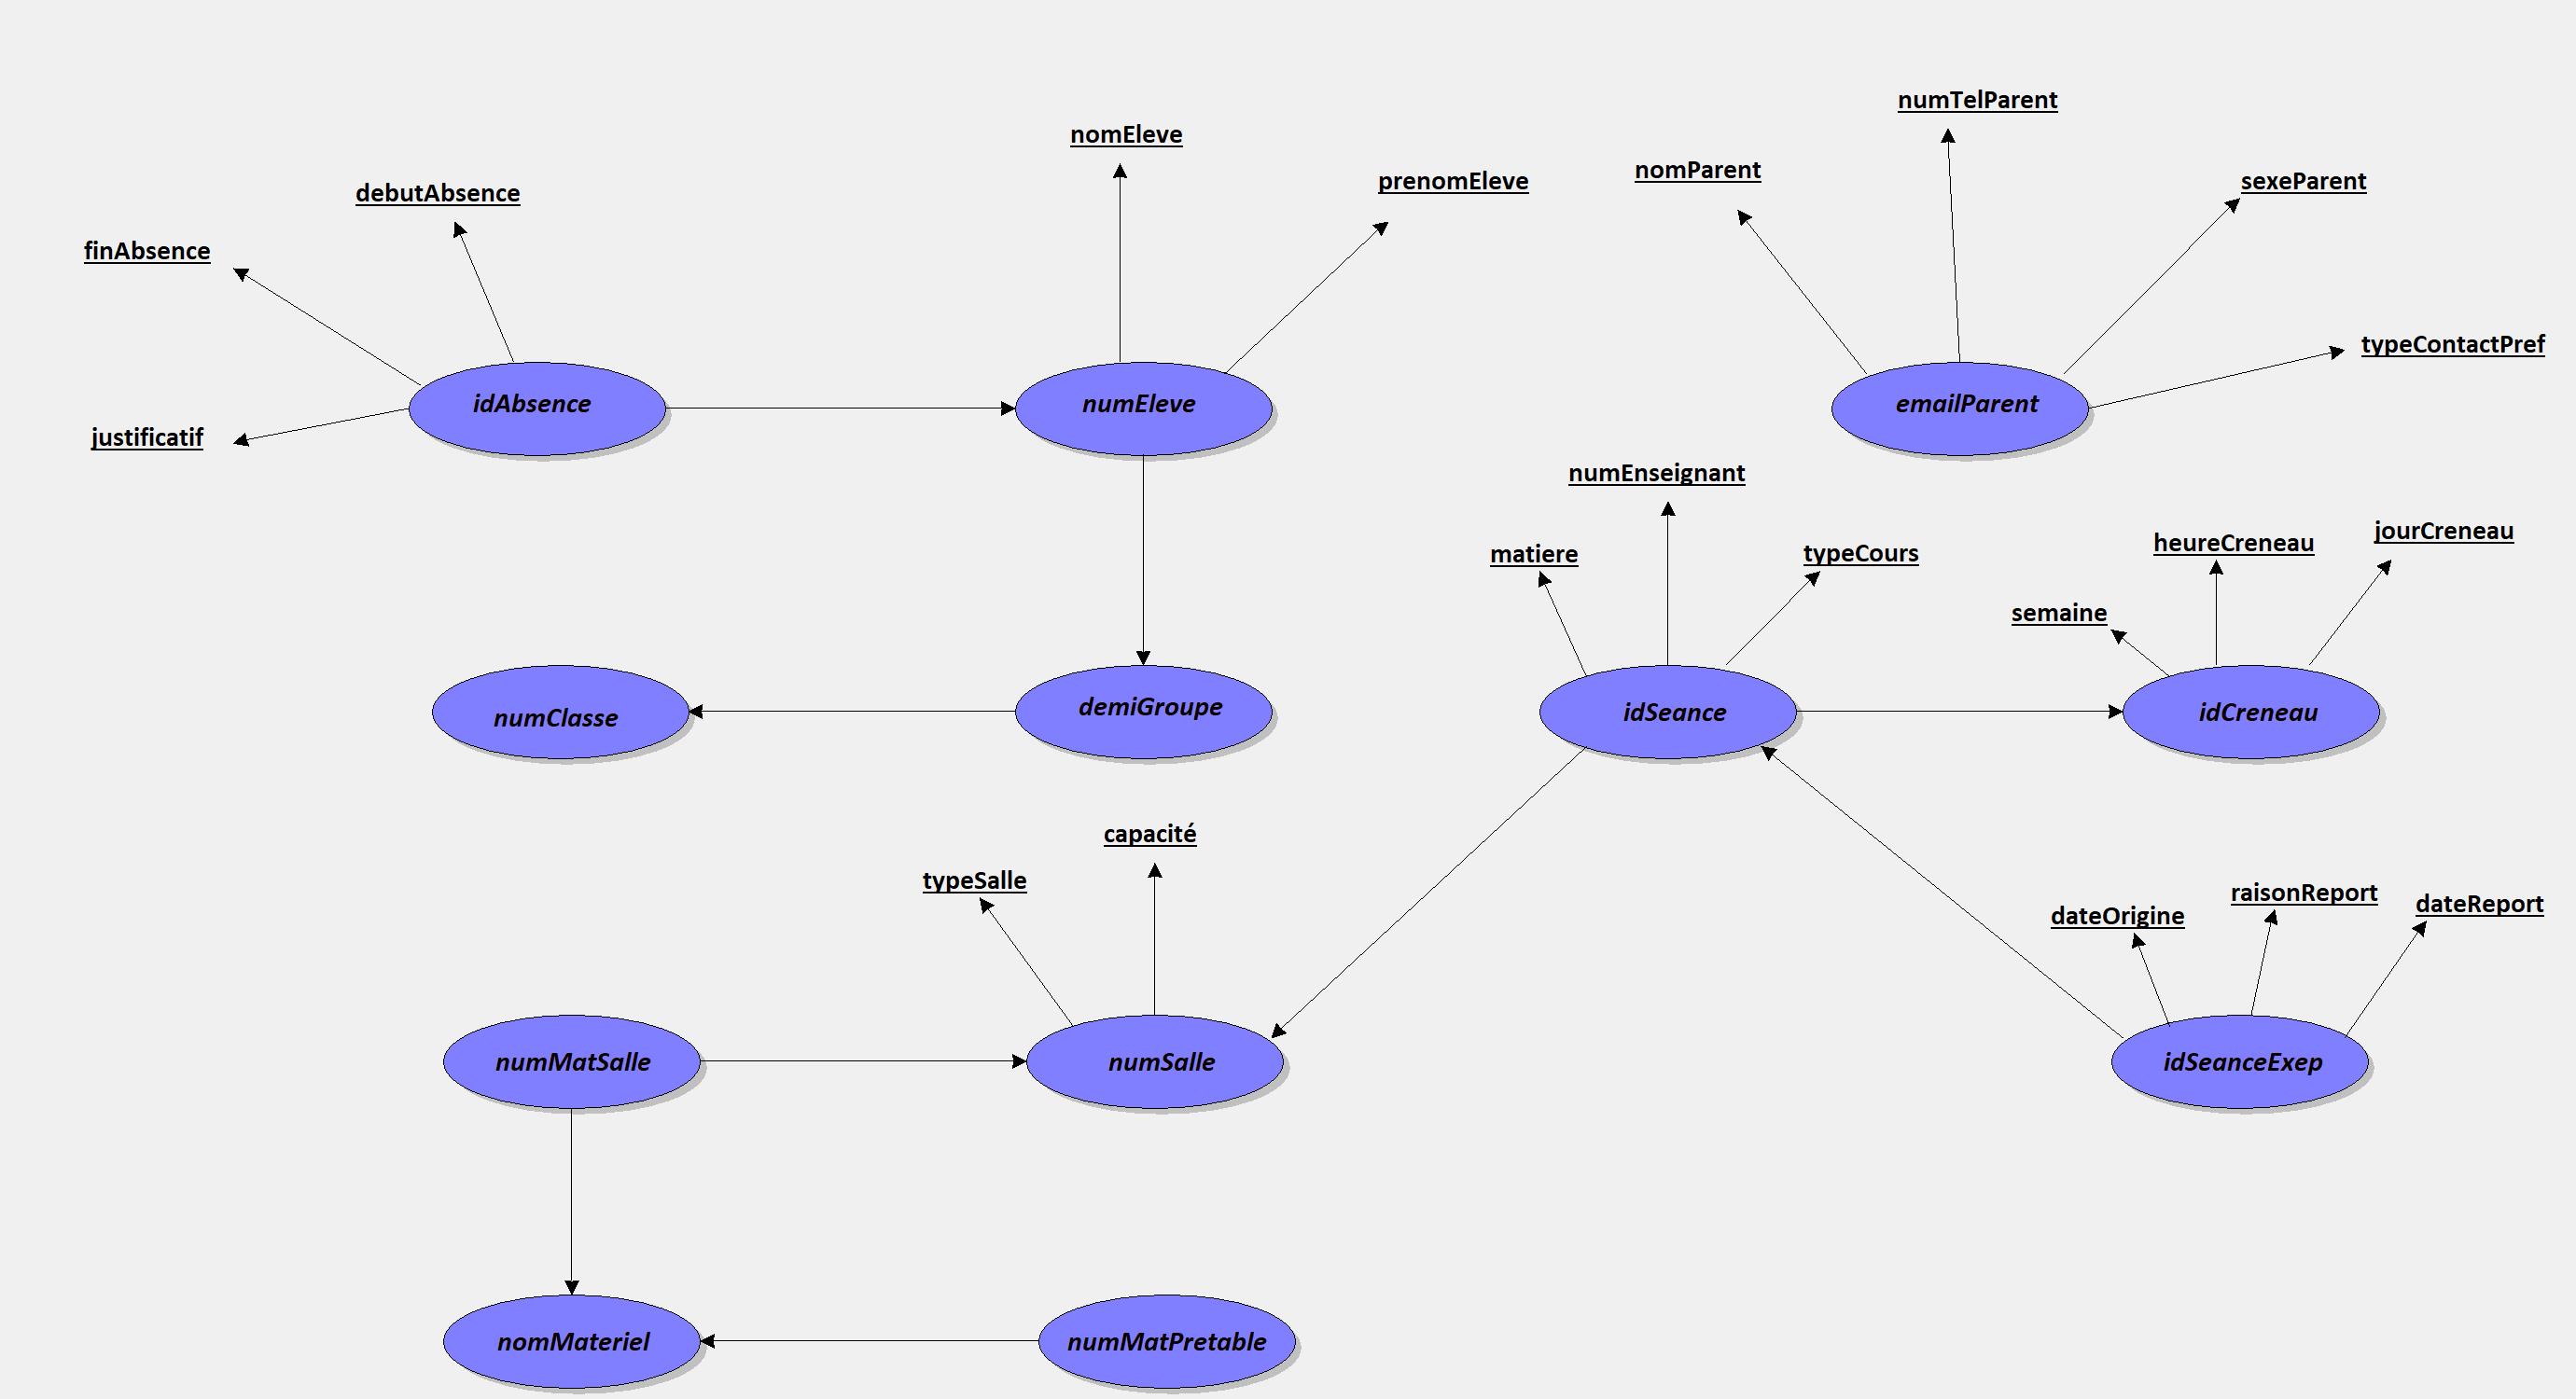 numTelParent
nomEleve
nomParent
prenomEleve
sexeParent
debutAbsence
finAbsence
typeContactPref
idAbsence
numEleve
emailParent
justificatif
numEnseignant
jourCreneau
heureCreneau
matiere
typeCours
semaine
numClasse
demiGroupe
idSeance
idCreneau
capacité
typeSalle
raisonReport
dateReport
dateOrigine
numMatSalle
numSalle
idSeanceExep
nomMateriel
numMatPretable